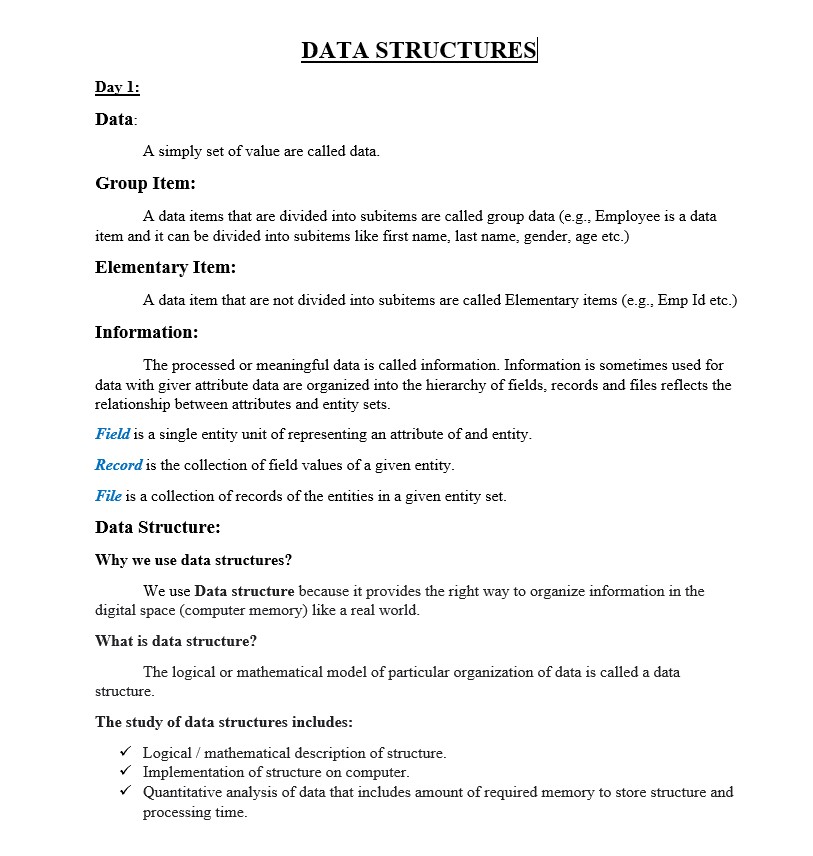 DATA STRUCTURES
Day 1:
Data:
A simply set of value are called data.
Group Item:
A data items that are divided into subitems are called group data (e.g., Employee is a data
item and it can be divided into subitems like first name, last name, gender, age etc.)
Elementary Item:
A data item that are not divided into subitems are called Elementary items (e.g., Emp Id etc.)
Information:
The processed or meaningful data is called information. Information is sometimes used for
data with giver attribute data are organized into the hierarchy of fields, records and files reflects the
relationship between attributes and entity sets.
Field is a single entity unit of representing an attribute of and entity.
Record is the collection of field values of a given entity.
File is a collection of records of the entities in a given entity set.
Data Structure:
Why we use data structures?
We use Data structure because it provides the right way to organize information in the
digital space (computer memory) like a real world.
What is data structure?
The logical or mathematical model of particular organization of data is called a data
structure.
The study of data structures includes:
✓ Logical / mathematical description of structure.
✓ Implementation of structure on computer.
✓ Quantitative analysis of data that includes amount of required memory to store structure and
processing time.